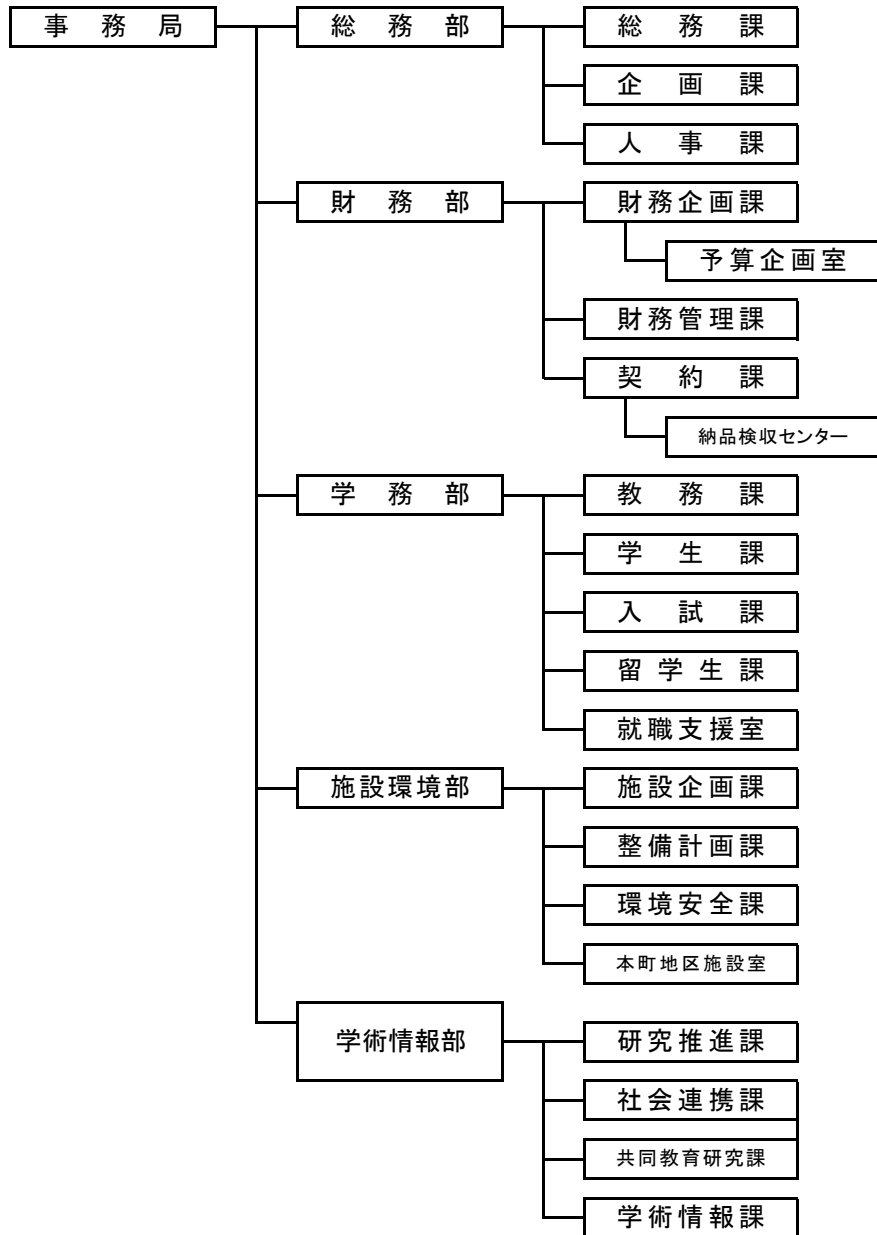 事務局 総務部 総務課
企画課
人事課
財務部 財務企画課
予算企画室
財務管理課
契約課
納品検収センター
学務部 教務課
学生課
入試課
留学生課
就職支援室
施設環境部 施設企画課
整備計画課
環境安全課
本町地区施設室
学術情報部 研究推進課
社会連携課
共同教育研究課
学術情報課